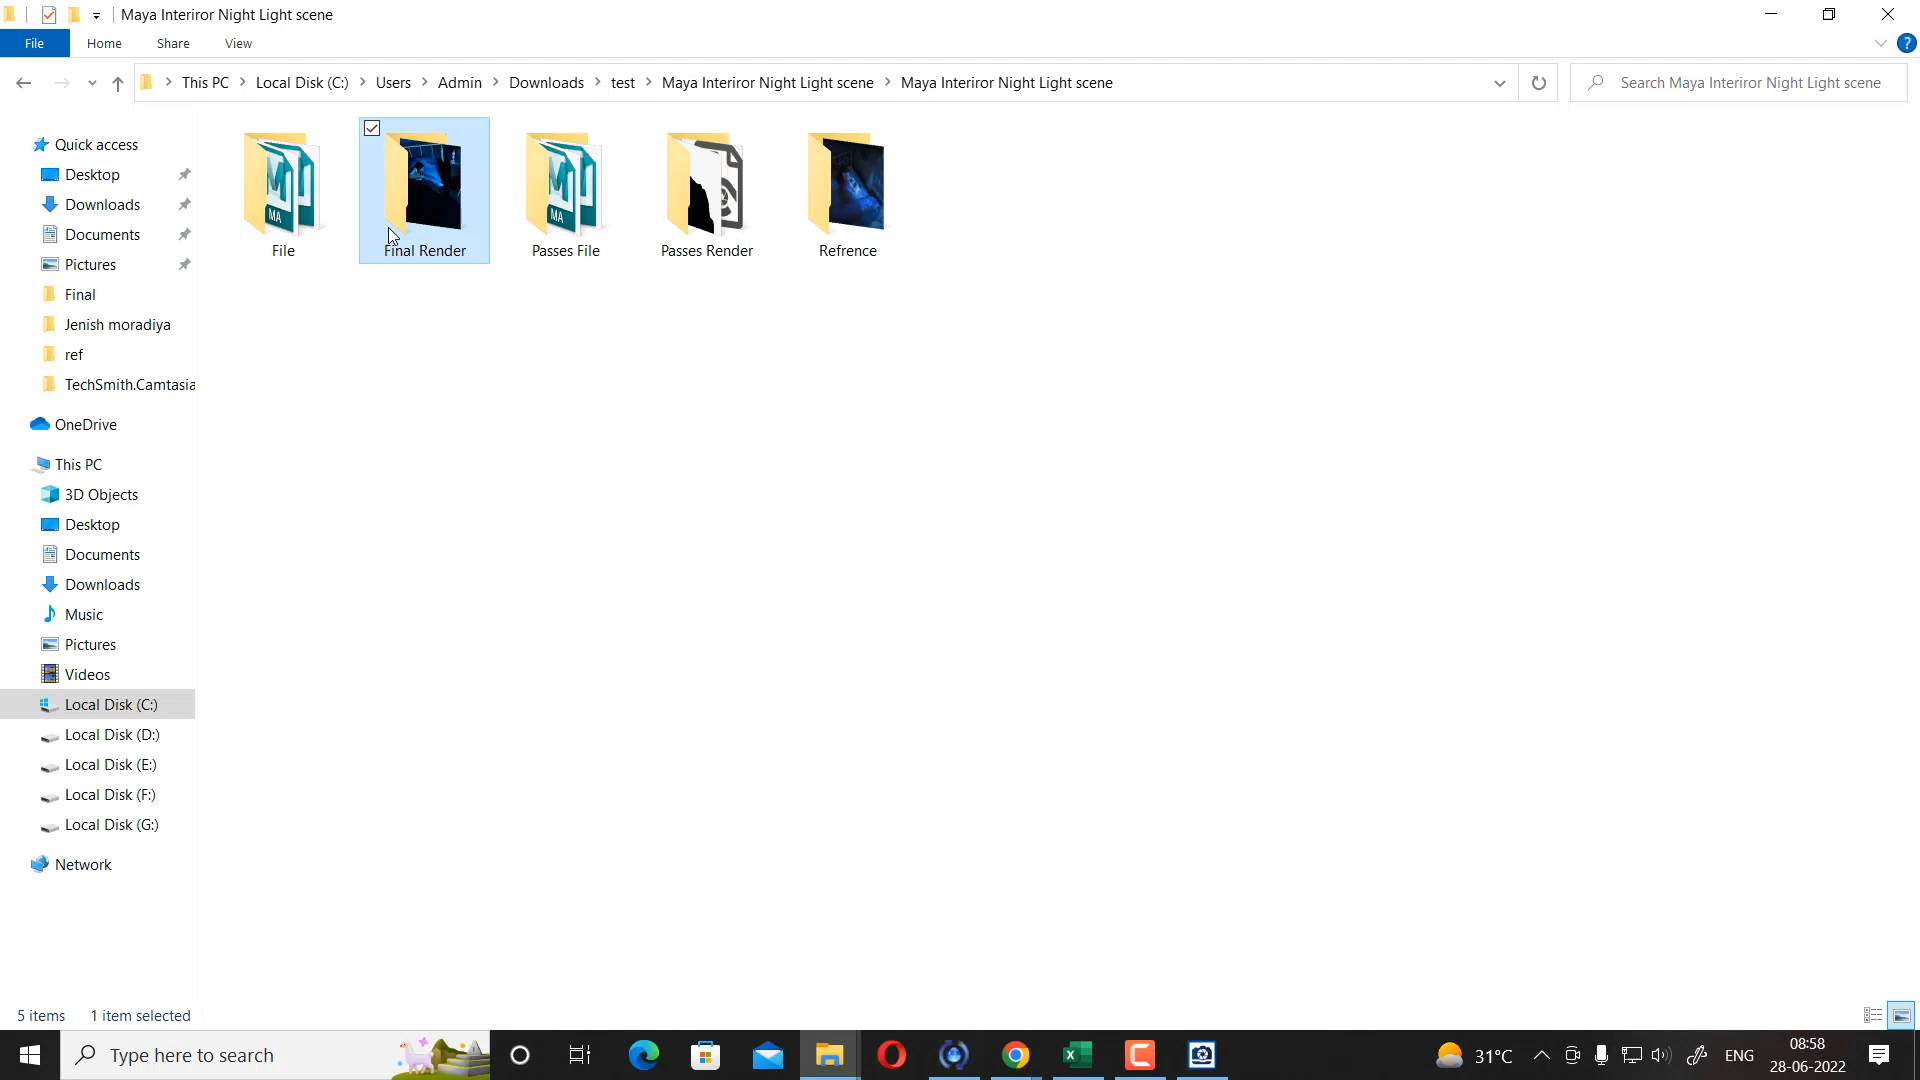 Maya Interiror Night Light scene
File Home Share View
This PC Local Disk (C:) Users Admin Downloads test Maya Interiror Night Light scene Maya Interiror Night Light scene
Search Maya Interiror Night Light scene
Quick access
Desktop
Downloads
Documents
Pictures
Final
Jenish moradiya
ref
TechSmith.Camtasia
OneDrive
This PC
3D Objects
Desktop
Documents
Downloads
Music
Pictures
Videos
Local Disk (C:)
Local Disk (D:)
Local Disk (E:)
Local Disk (F:)
Local Disk (G:)
Network
MA
MA
File
Final Render
Passes File
Passes Render
Refrence
5 items 1 item selected
Type here to search
31°C
ENG
08:58
28-06-2022